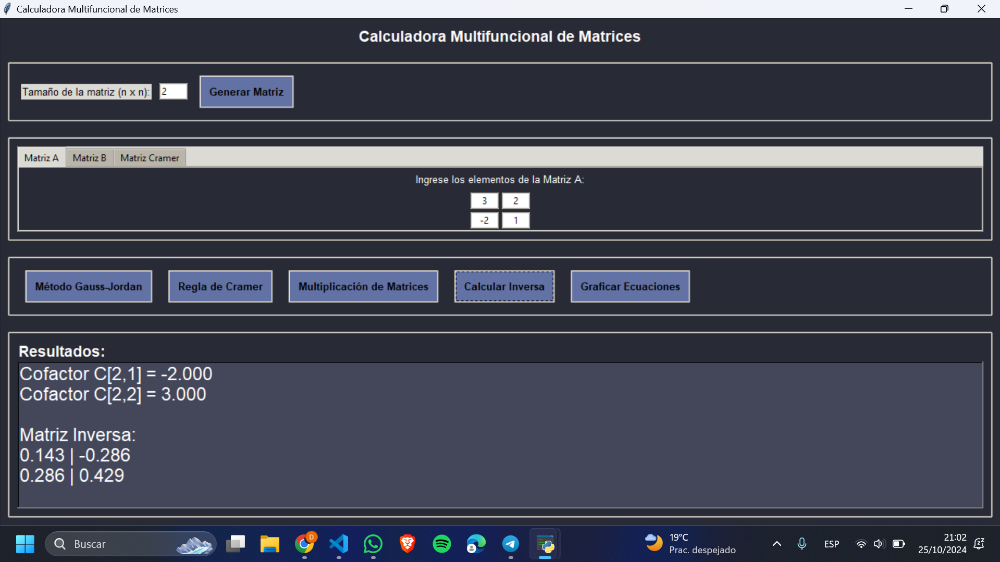 Calculadora Multifuncional de Matrices
Calculadora Multifuncional de Matrices
Tamaño de la matriz (n x n): 2 Generar Matriz
Matriz A Matriz B Matriz Cramer
Ingrese los elementos de la Matriz A:
3 2
-2 1
Método Gauss-Jordan Regla de Cramer Multiplicación de Matrices Calcular Inversa Graficar Ecuaciones
Resultados:
Cofactor C[2,1] = -2.000
Cofactor C[2,2] = 3.000
Matriz Inversa:
0.143 | -0.286
0.286 | 0.429
Buscar
D
19°C
Prac. despejado
ESP
21:02
25/10/2024